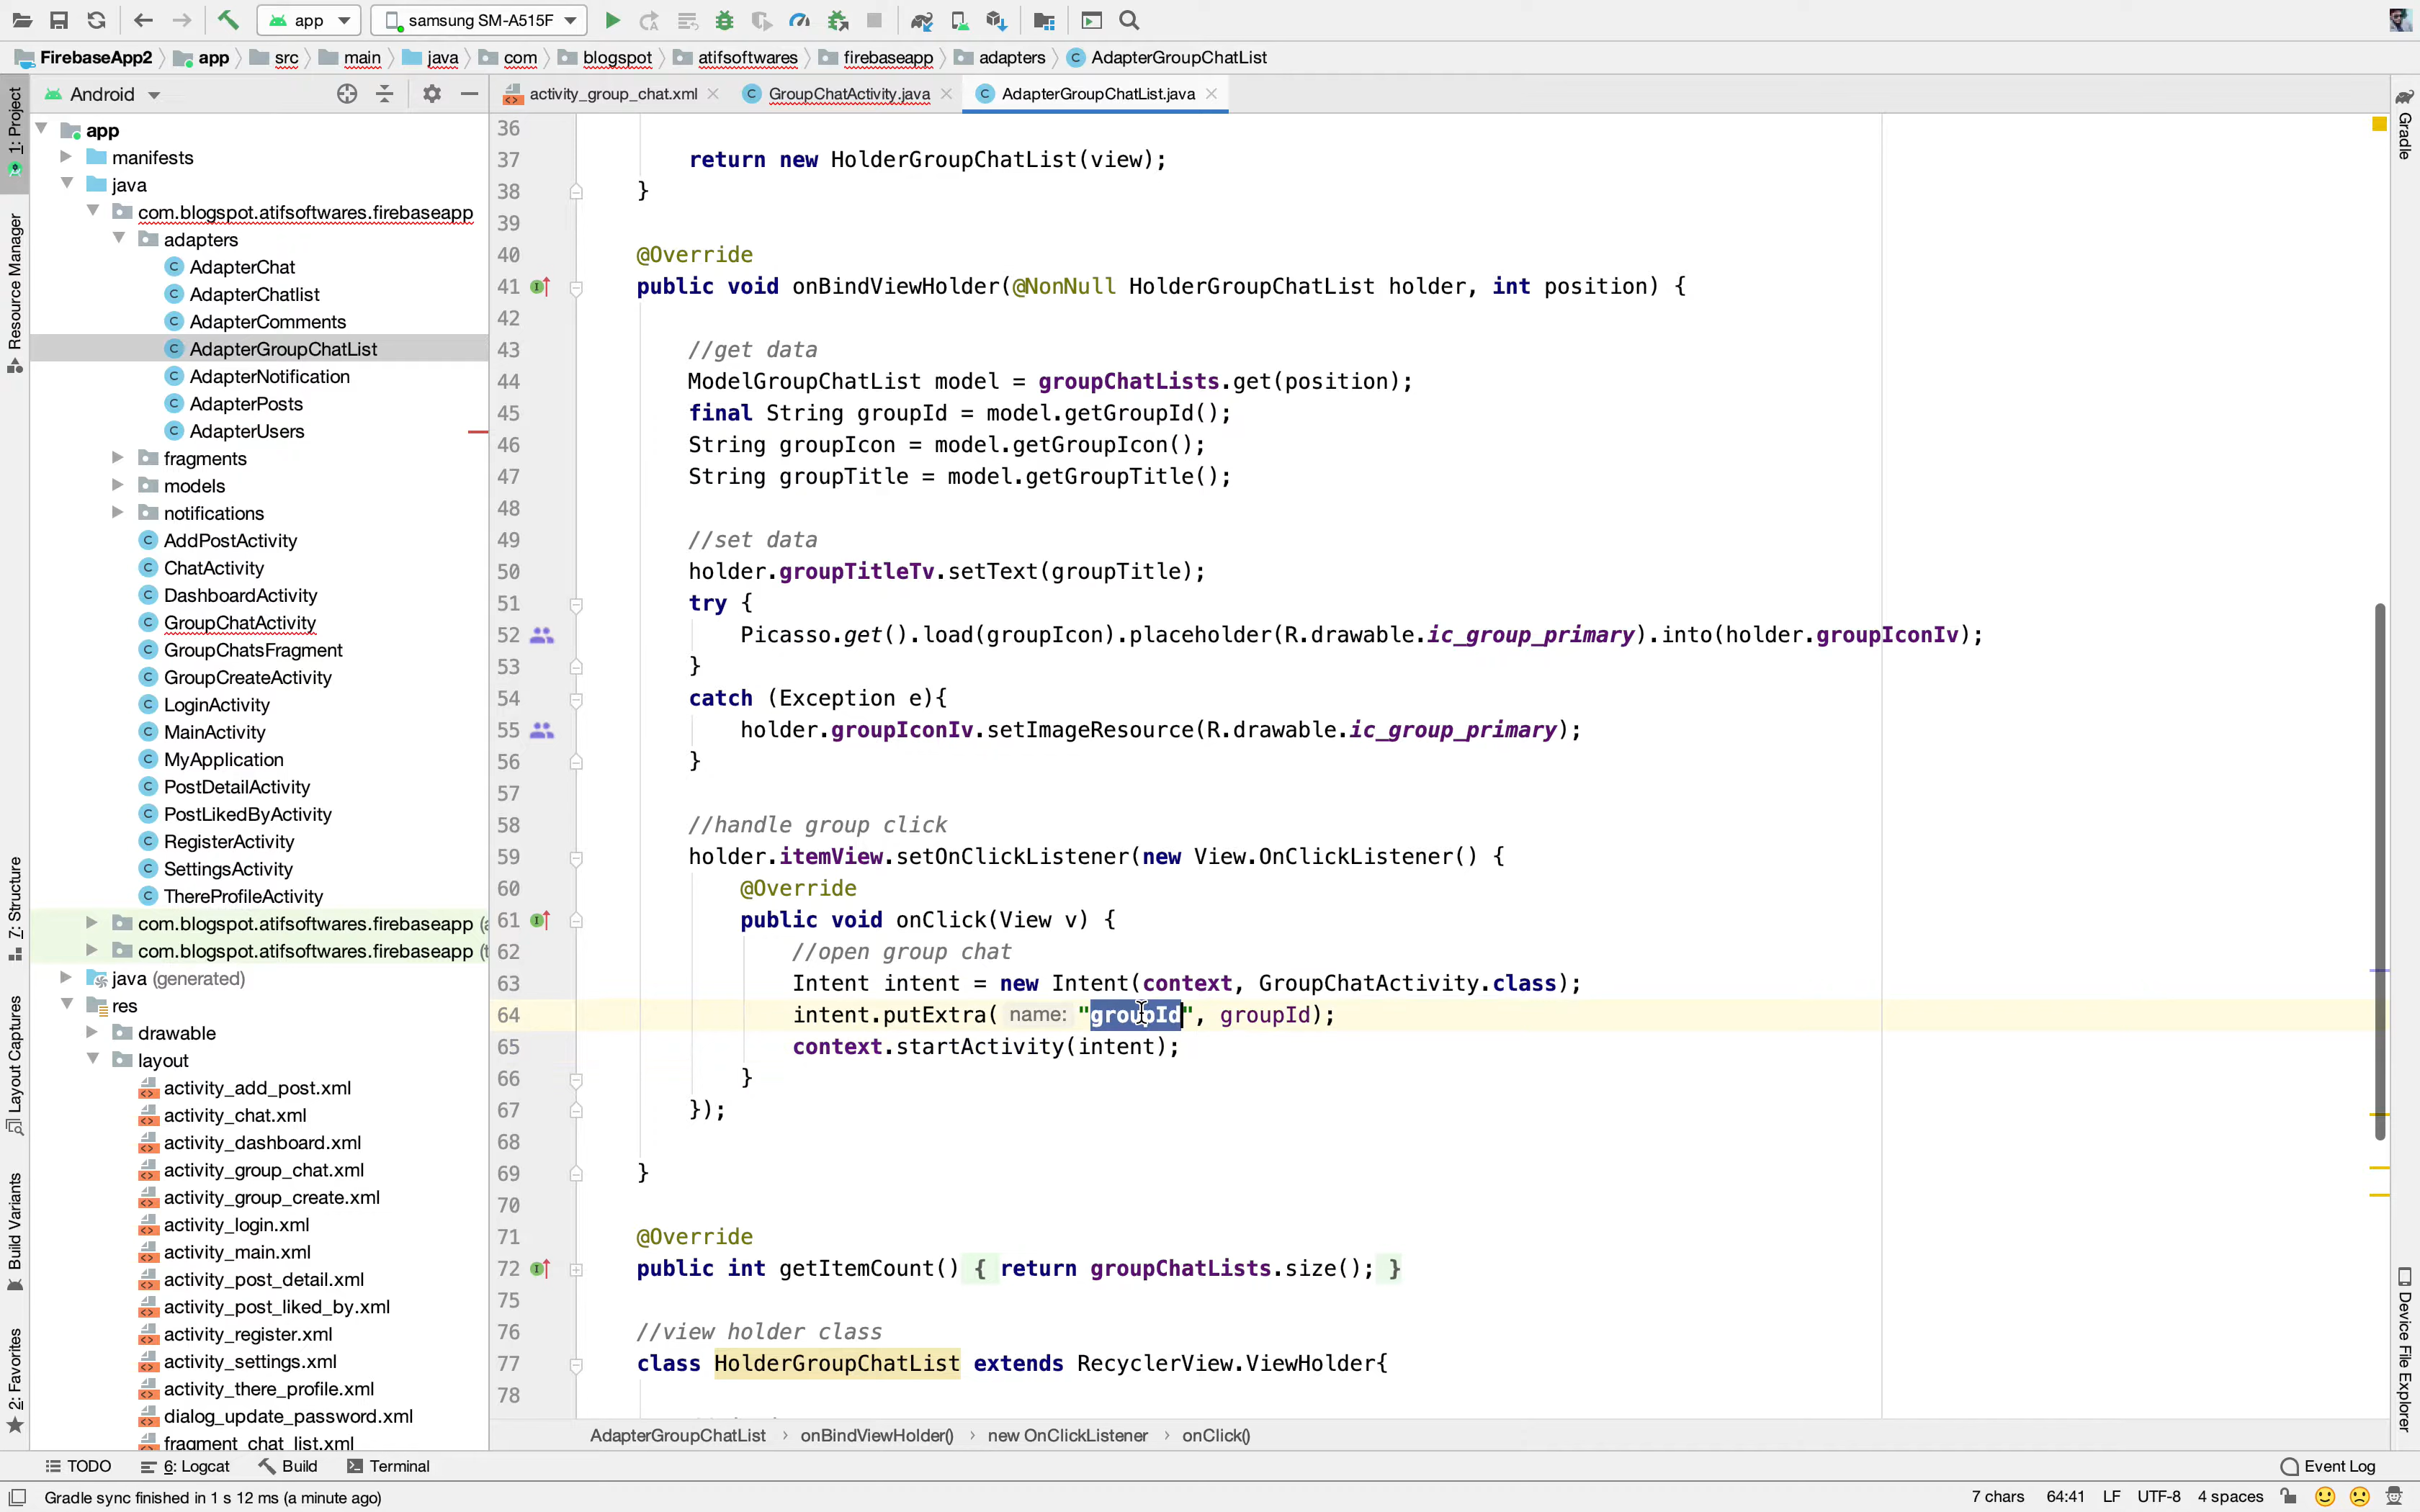 app
samsung SM-A515F
FirebaseApp2
app
src
main
java
com
blogspot
atifsoftwares
firebaseapp
adapters
AdapterGroupChatList
Android
activity_group_chat.xml
GroupChatActivity.java
AdapterGroupChatList.java
1: Project
Resource Manager
7: Structure
Layout Captures
Build Variants
2: Favorites
app
manifests
java
com.blogspot.atifsoftwares.firebaseapp
adapters
AdapterChat
AdapterChatlist
AdapterComments
AdapterGroupChatList
AdapterNotification
AdapterPosts
AdapterUsers
fragments
models
notifications
AddPostActivity
ChatActivity
DashboardActivity
GroupChatActivity
GroupChatsFragment
GroupCreateActivity
LoginActivity
MainActivity
MyApplication
PostDetailActivity
PostLikedByActivity
RegisterActivity
SettingsActivity
ThereProfileActivity
com.blogspot.atifsoftwares.firebaseapp
com.blogspot.atifsoftwares.firebaseapp
java (generated)
res
drawable
layout
activity_add_post.xml
activity_chat.xml
activity_dashboard.xml
activity_group_chat.xml
activity_group_create.xml
activity_login.xml
activity_main.xml
activity_post_detail.xml
activity_post_liked_by.xml
activity_register.xml
activity_settings.xml
activity_there_profile.xml
dialog_update_password.xml
fragment_chat_list.xml
36
37 return new HolderGroupChatList(view);
38 }
39
40 @Override
41 public void onBindViewHolder(@NonNull HolderGroupChatList holder, int position) {
42
43 //get data
44 ModelGroupChatList model = groupChatLists.get(position);
45 final String groupId = model.getGroupId();
46 String groupIcon = model.getGroupIcon();
47 String groupTitle = model.getGroupTitle();
48
49 //set data
50 holder.groupTitleTv.setText(groupTitle);
51 try {
52 Picasso.get().load(groupIcon).placeholder(R.drawable.ic_group_primary).into(holder.groupIconIv);
53 }
54 catch (Exception e){
55 holder.groupIconIv.setImageResource(R.drawable.ic_group_primary);
56 }
57
58 //handle group click
59 holder.itemView.setOnClickListener(new View.OnClickListener() {
60 @Override
61 public void onClick(View v) {
62 //open group chat
63 Intent intent = new Intent(context, GroupChatActivity.class);
64 intent.putExtra( name: "groupId", groupId);
65 context.startActivity(intent);
66 }
67 });
68
69 }
70
71 @Override
72 public int getItemCount() { return groupChatLists.size(); }
75
76 //view holder class
77 class HolderGroupChatList extends RecyclerView.ViewHolder{
78
AdapterGroupChatList › onBindViewHolder() › new OnClickListener › onClick()
Gradle
Device File Explorer
TODO
6: Logcat
Build
Terminal
Event Log
Gradle sync finished in 1 s 12 ms (a minute ago)
7 chars
64:41
LF
UTF-8
4 spaces